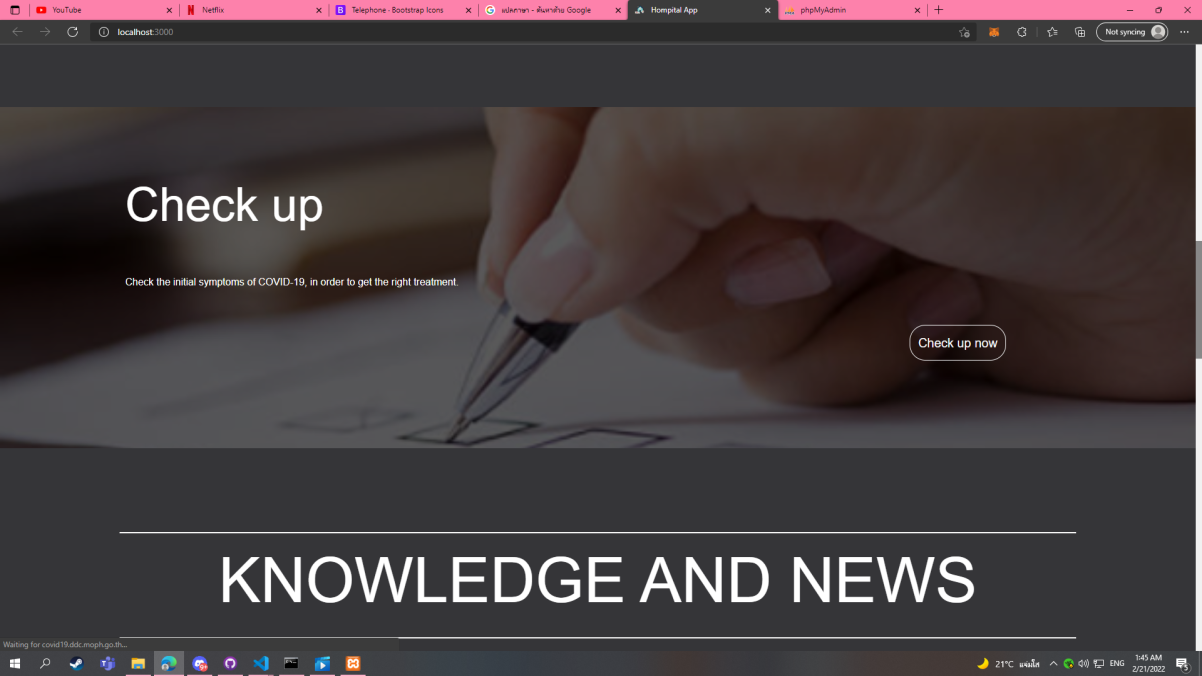 YouTube
Netflix
Telephone · Bootstrap Icons
แปลภาษา - ค้นหาด้วย Google
Hompital App
phpMyAdmin
localhost:3000
Not syncing
Check up
Check the initial symptoms of COVID-19, in order to get the right treatment.
Check up now
KNOWLEDGE AND NEWS
Waiting for covid19.ddc.moph.go.th...
21°C แจ่มใส
ENG
1:45 AM
2/21/2022
5